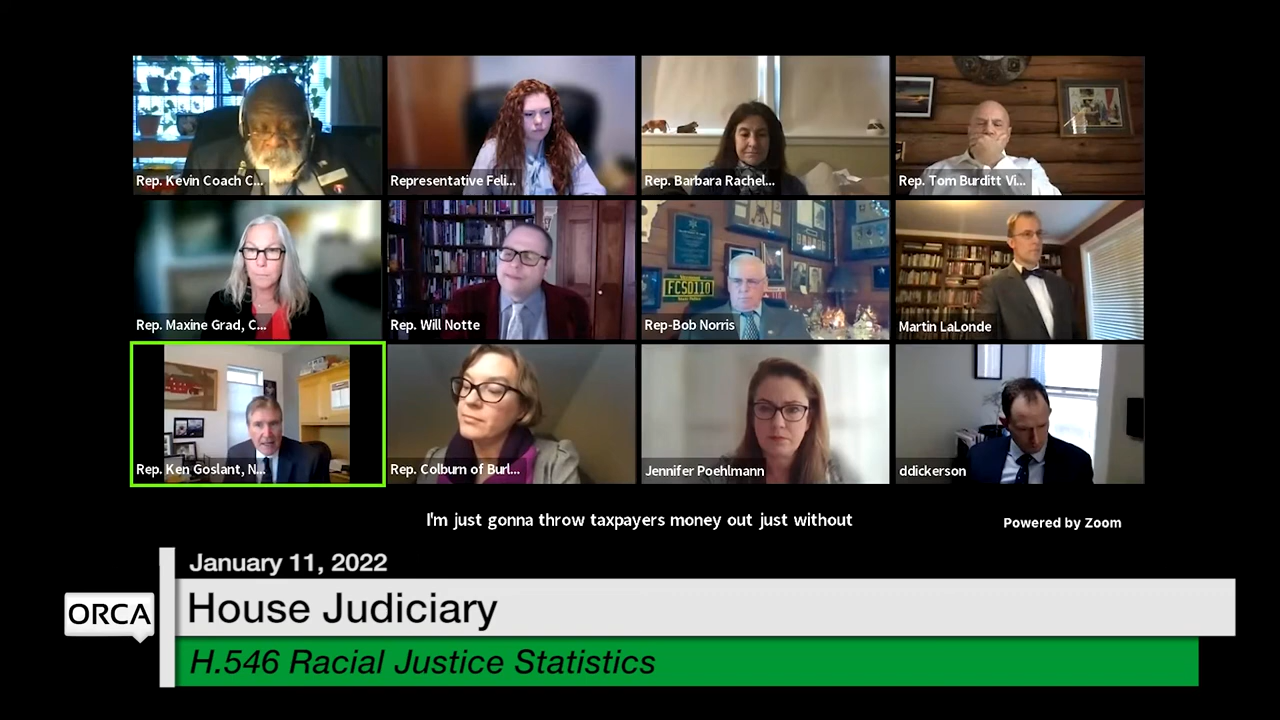 Rep. Kevin Coach C...
Representative Feli...
Rep. Barbara Rachel...
Rep. Tom Burditt Vi...
Rep. Maxine Grad, C...
Rep. Will Notte
FCSD110
Rep-Bob Norris
Martin LaLonde
Rep. Ken Goslant, N...
Rep. Colburn of Burl...
Jennifer Poehlmann
ddickerson
I'm just gonna throw taxpayers money out just without
Powered by Zoom
January 11, 2022
ORCA
House Judiciary
H.546 Racial Justice Statistics